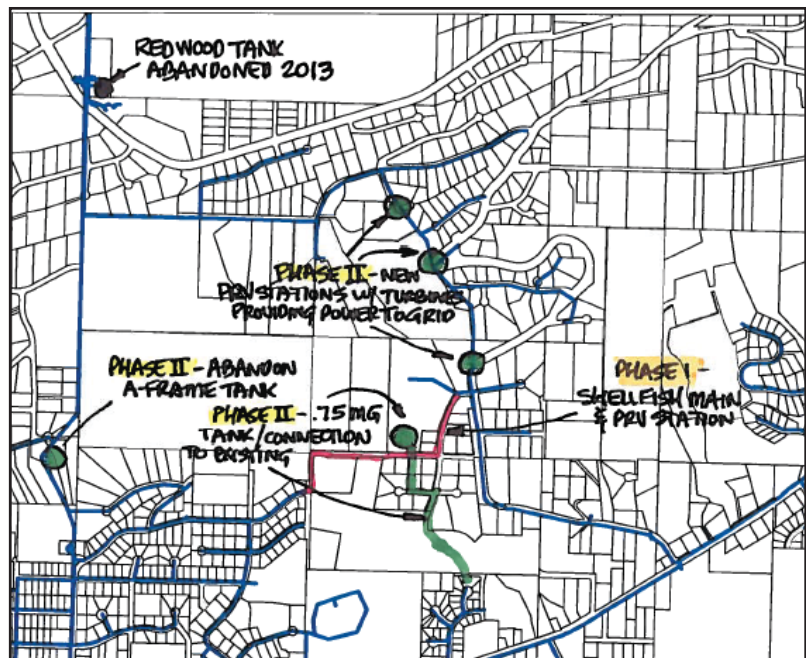 REDWOOD TANK
ABANDONED 2013
PHASE II - NEW
PRV STATIONS W/ TURBINES
PROVIDING POWER TO GRID
PHASE II - ABANDON
A-FRAME TANK
PHASE II - .75 MG
TANK/CONNECTION
TO EXISTING
PHASE 1 -
SHELLFISH MAIN
& PRV STATION